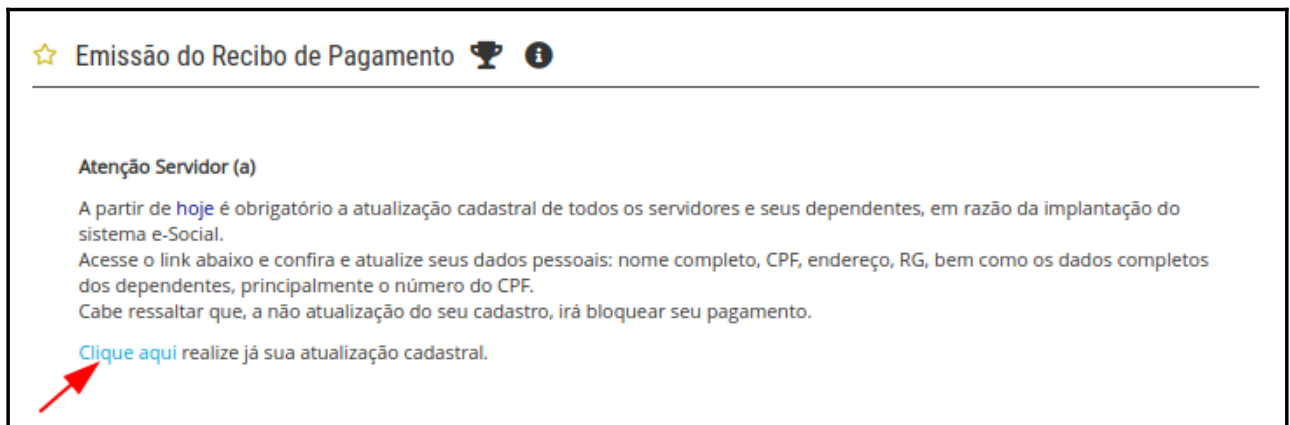 Emissão do Recibo de Pagamento
Atenção Servidor (a)
A partir de hoje é obrigatório a atualização cadastral de todos os servidores e seus dependentes, em razão da implantação do
sistema e-Social.
Acesse o link abaixo e confira e atualize seus dados pessoais: nome completo, CPF, endereço, RG, bem como os dados completos
dos dependentes, principalmente o número do CPF.
Cabe ressaltar que, a não atualização do seu cadastro, irá bloquear seu pagamento.
Clique aqui realize já sua atualização cadastral.